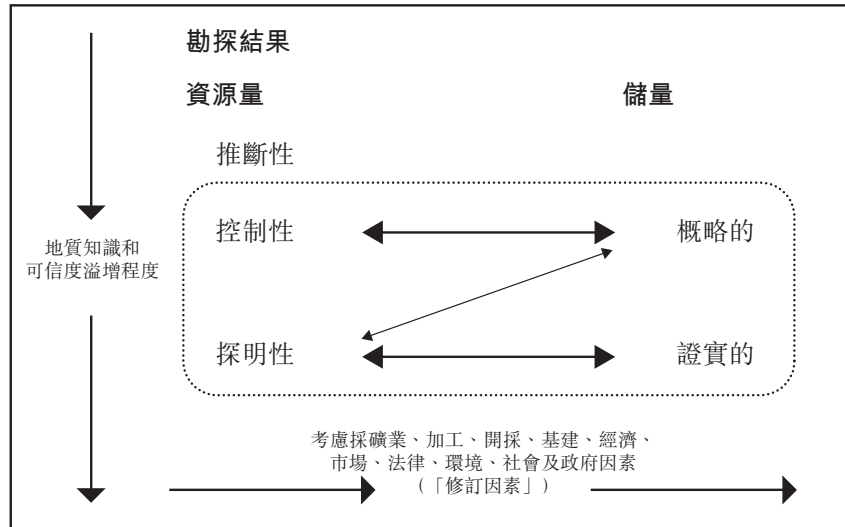 勘探結果
資源量
儲量
推斷性
控制性
概略的
地質知識和
可信度溢增程度
探明性
證實的
考慮採礦業、加工、開採、基建、經濟、
市場、法律、環境、社會及政府因素
(「修訂因素」)